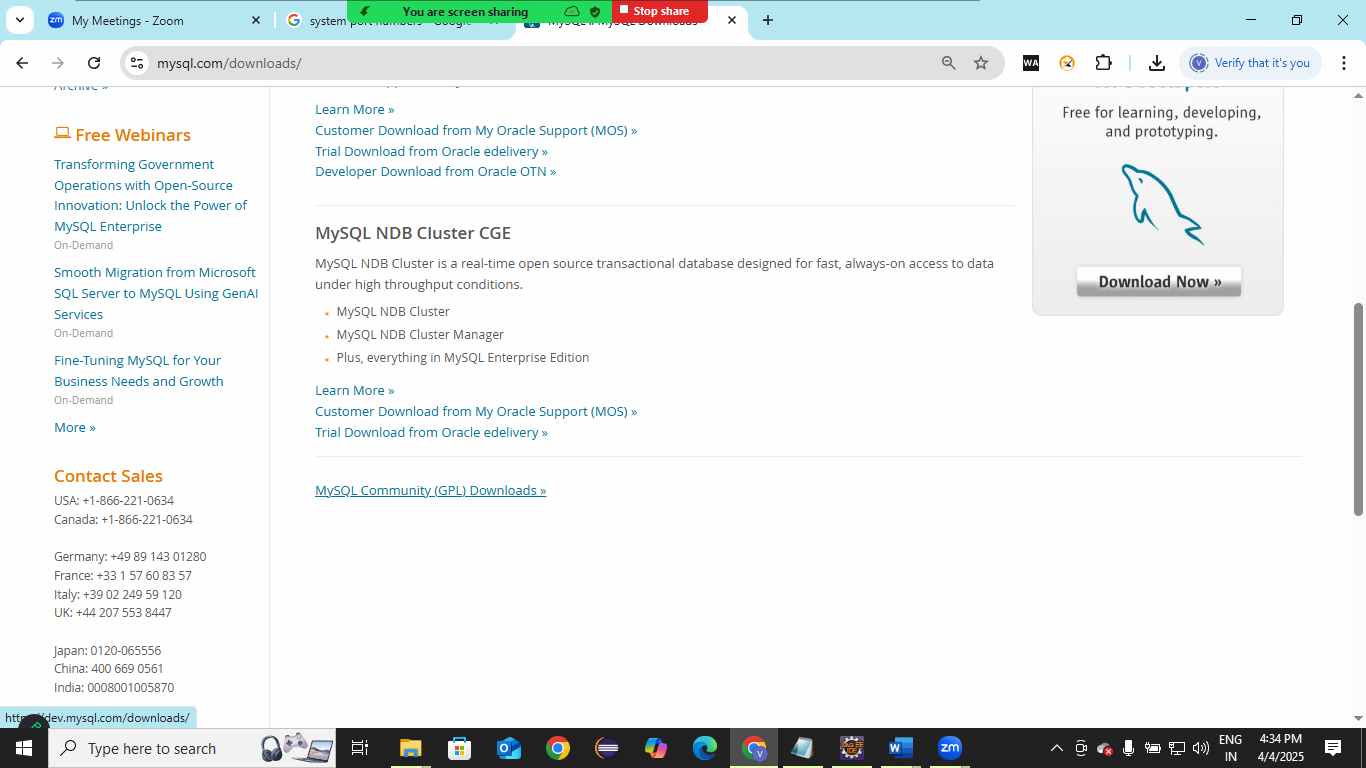 My Meetings - Zoom
system port numbers - Google
MySQL :: MySQL Downloads
You are screen sharing
Stop share
mysql.com/downloads/
WA
V
Verify that it's you
Archive »
Free Webinars
Transforming Government
Operations with Open-Source
Innovation: Unlock the Power of
MySQL Enterprise
On-Demand
Smooth Migration from Microsoft
SQL Server to MySQL Using GenAI
Services
On-Demand
Fine-Tuning MySQL for Your
Business Needs and Growth
On-Demand
More »
Contact Sales
USA: +1-866-221-0634
Canada: +1-866-221-0634
Germany: +49 89 143 01280
France: +33 1 57 60 83 57
Italy: +39 02 249 59 120
UK: +44 207 553 8447
Japan: 0120-065556
China: 400 669 0561
India: 0008001005870
Learn More »
Customer Download from My Oracle Support (MOS) »
Trial Download from Oracle edelivery »
Developer Download from Oracle OTN »
MySQL NDB Cluster CGE
MySQL NDB Cluster is a real-time open source transactional database designed for fast, always-on access to data
under high throughput conditions.
MySQL NDB Cluster
MySQL NDB Cluster Manager
Plus, everything in MySQL Enterprise Edition
Learn More »
Customer Download from My Oracle Support (MOS) »
Trial Download from Oracle edelivery »
MySQL Community (GPL) Downloads »
Free for learning, developing,
and prototyping.
Download Now »
https://dev.mysql.com/downloads/
Type here to search
ENG
IN
4:34 PM
4/4/2025